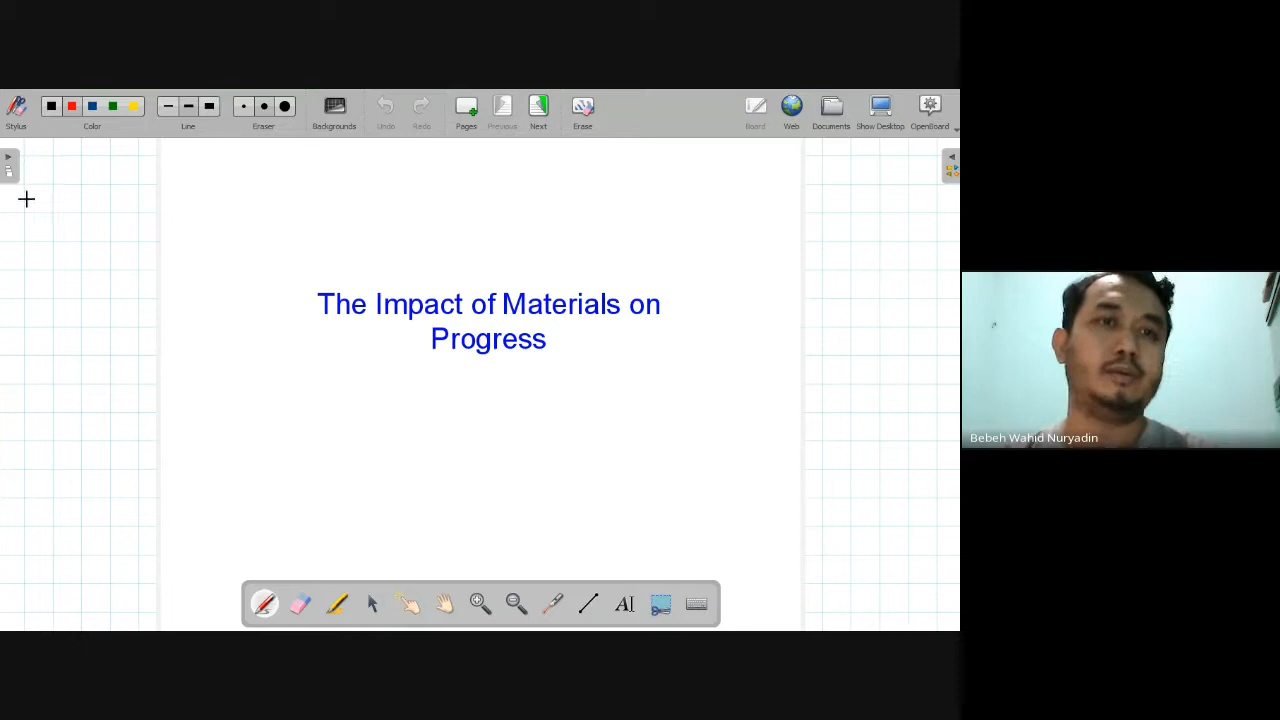 Stylus
Color
Line
Eraser
Backgrounds
Undo
Redo
Pages
Previous
Next
Erase
Board
Web
Documents
Show Desktop
OpenBoard
The Impact of Materials on
Progress
AI
Bebeh Wahid Nuryadin